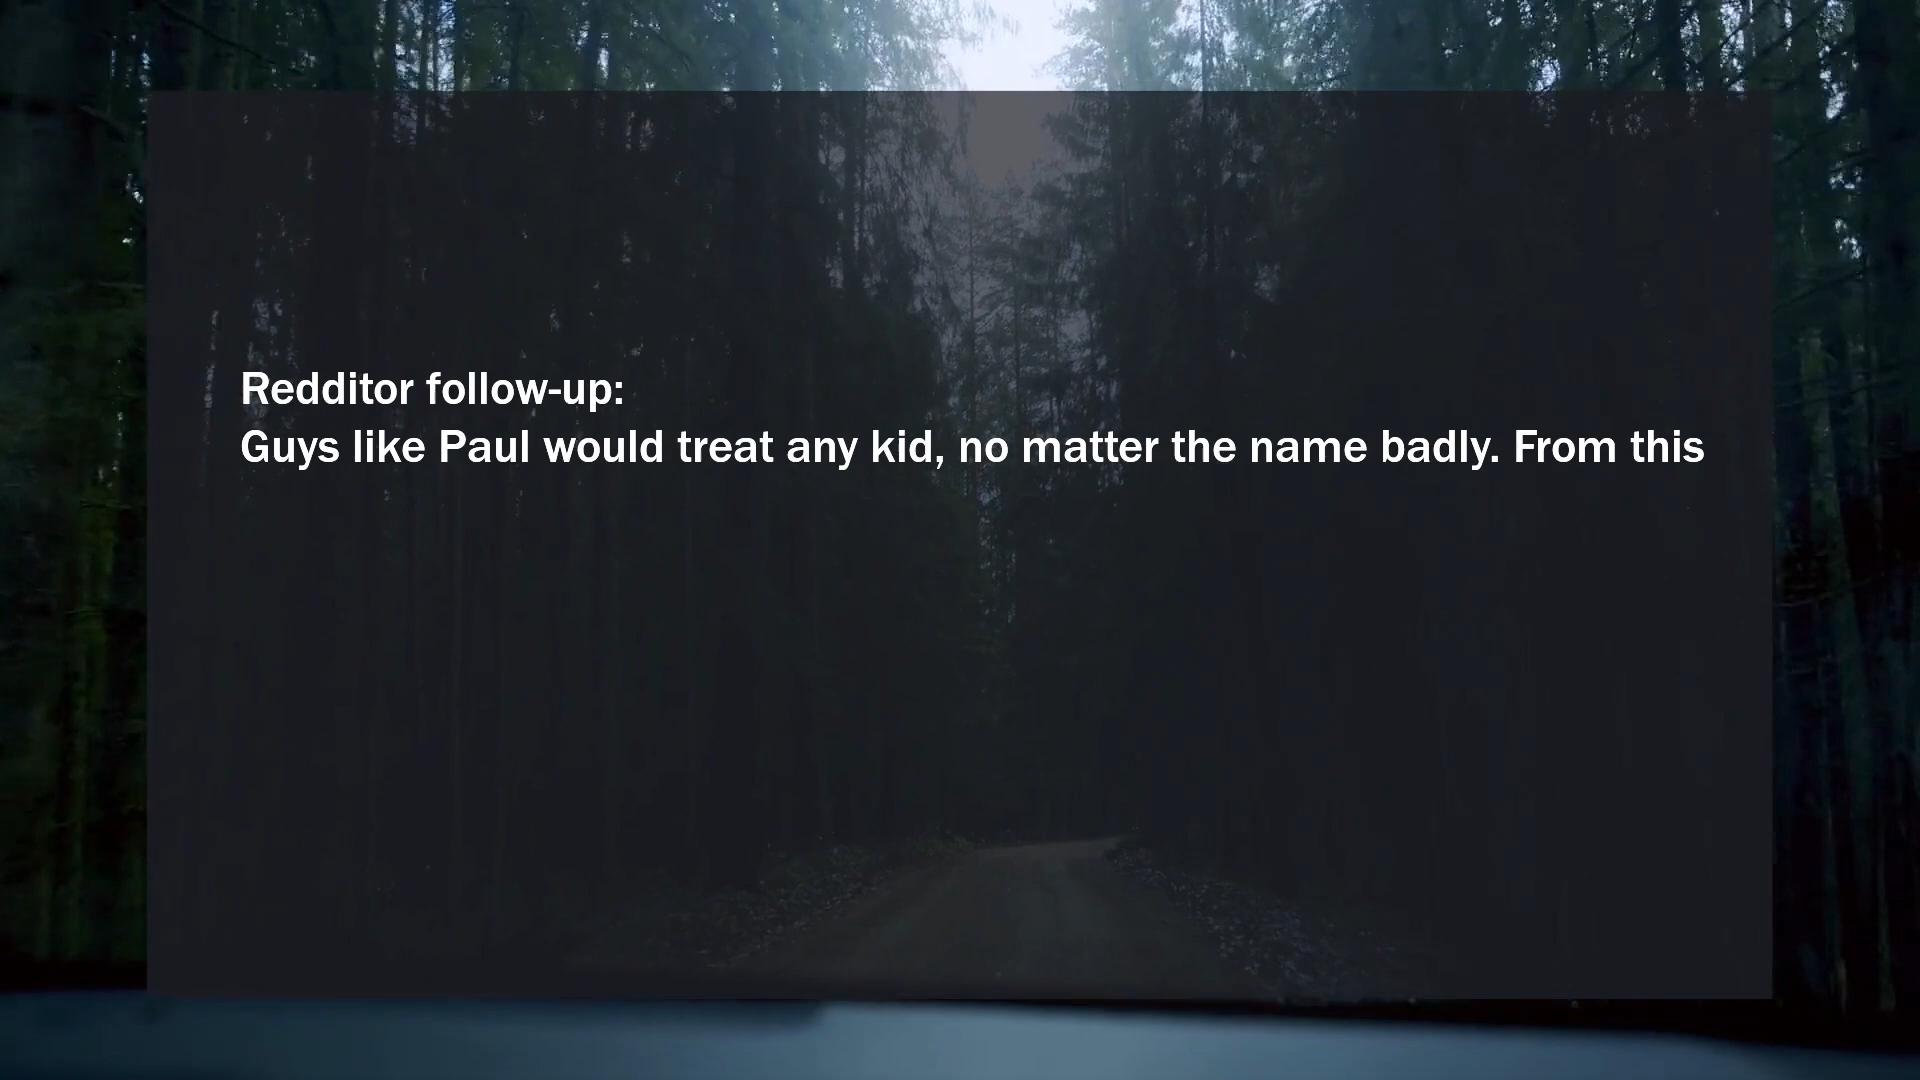 Redditor follow-up:
Guys like Paul would treat any kid, no matter the name badly. From this